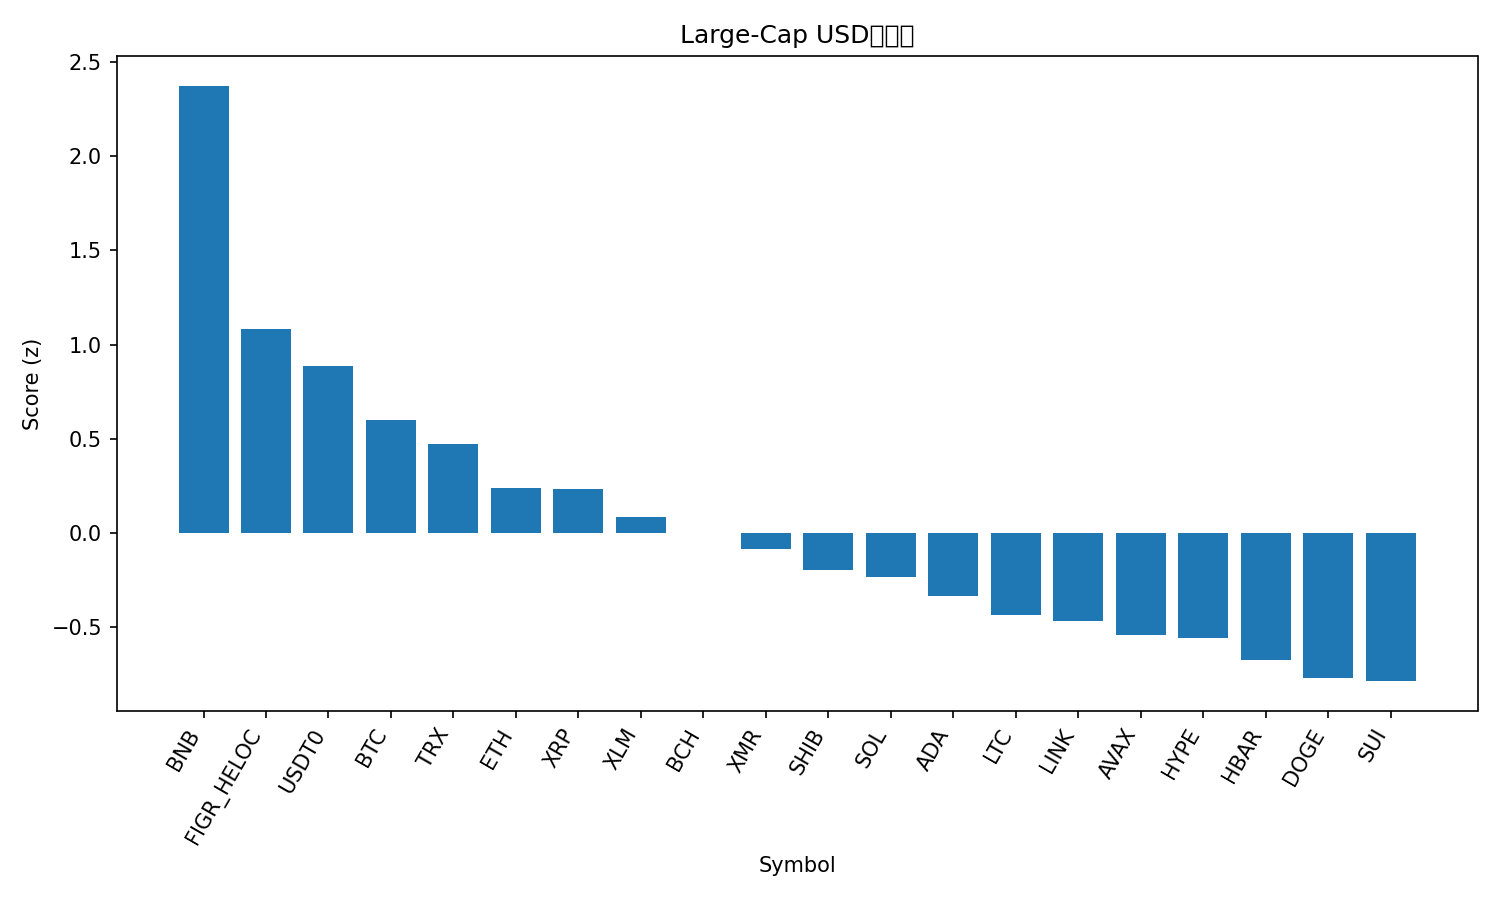 Large-Cap USD
2.5
2.0
1.5
1.0
0.5
0.0
−0.5
Score (z)
BNB
FIGR_HELOC
USDT0
BTC
TRX
ETH
XRP
XLM
BCH
XMR
SHIB
SOL
ADA
LTC
LINK
AVAX
HYPE
HBAR
DOGE
SUI
Symbol